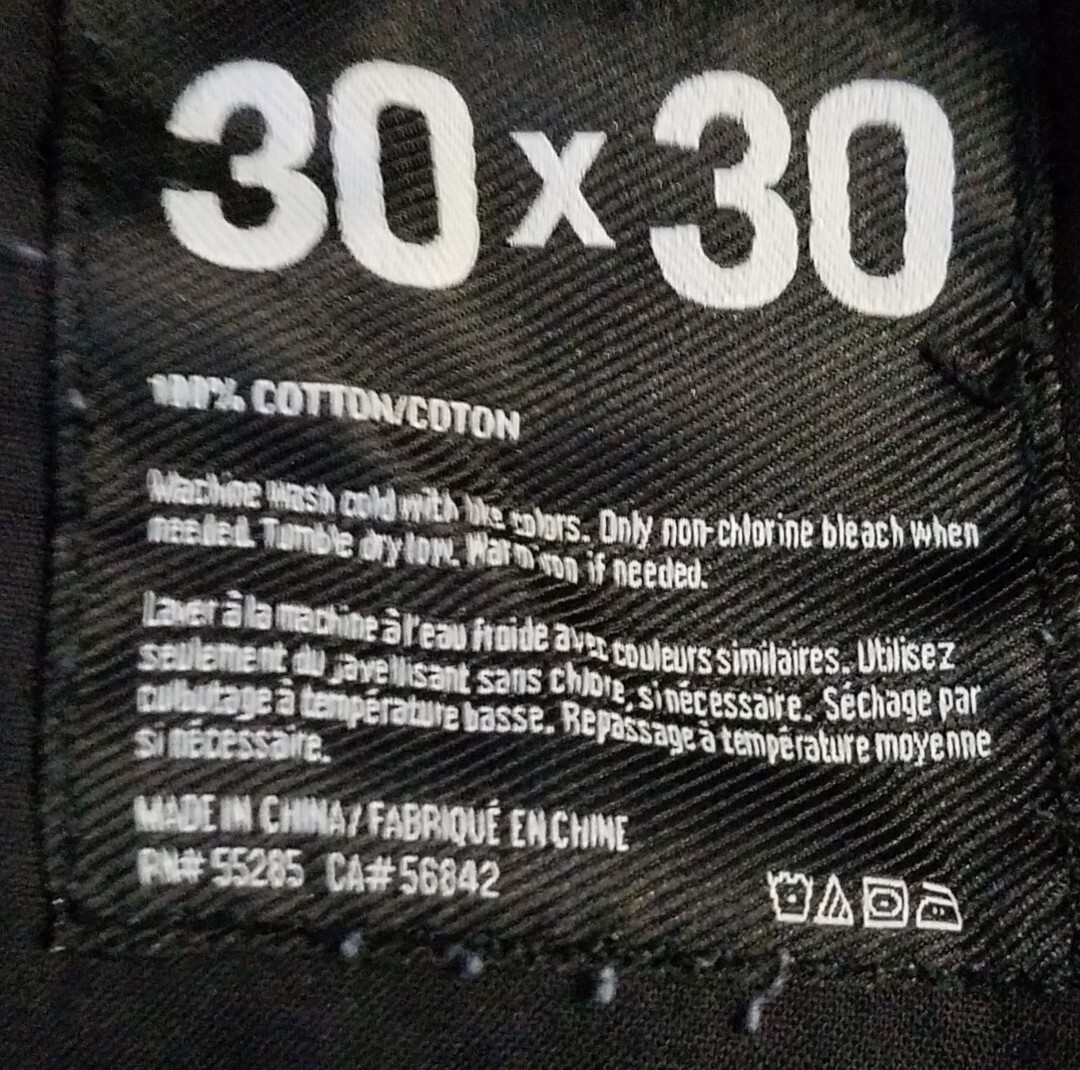 30 x 30
100% COTTON/COTON
Machine wash cold with like colors. Only non-chlorine bleach when
needed. Tumble dry low. Warm iron if needed.
Laver à la machine à l'eau froide avec couleurs similaires. Utilisez
seulement du javellisant sans chlore, si nécessaire. Séchage par
culbutage à température basse. Repassage à température moyenne
si nécessaire.
MADE IN CHINA / FABRIQUÉ EN CHINE
RN# 55285 CA# 56842